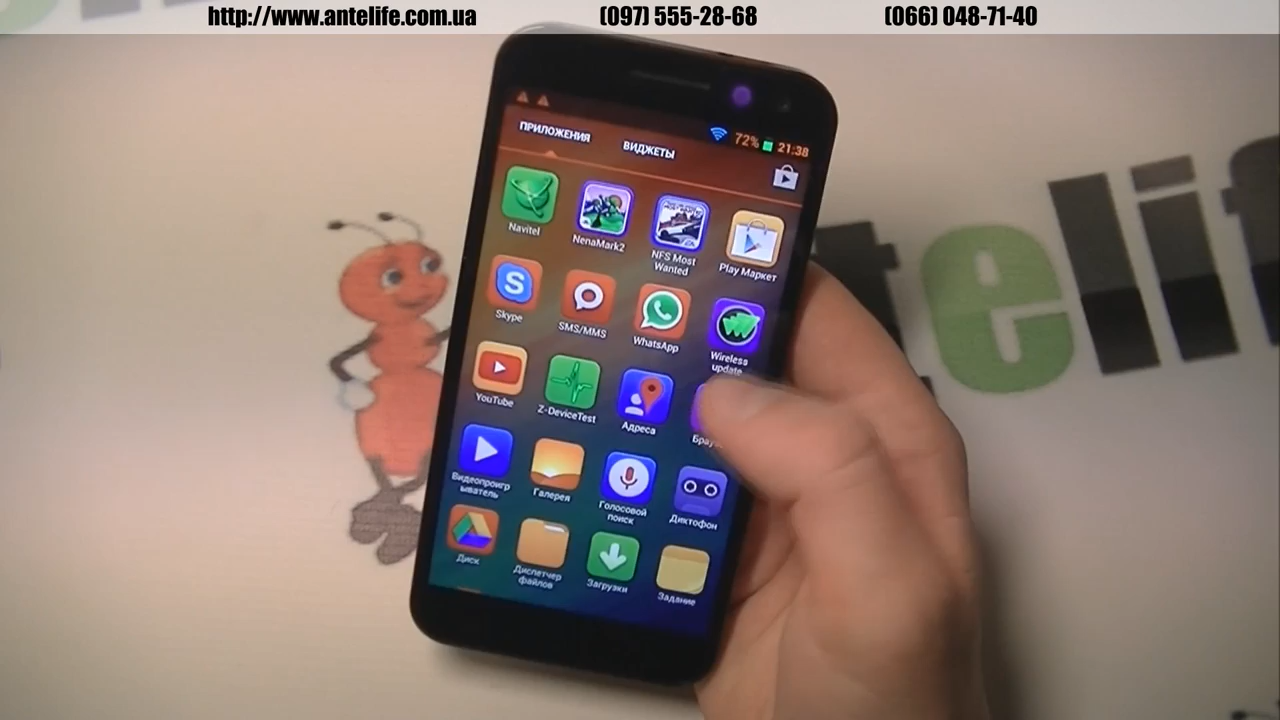 http://www.antelife.com.ua (097) 555-28-68 (066) 048-71-40
72% 21:38
ПРИЛОЖЕНИЯ ВИДЖЕТЫ
Navitel NenaMark2 NFS Most Wanted Play Маркет
Skype SMS/MMS WhatsApp Wireless update
YouTube Z-DeviceTest Адреса
Видеопроигрыватель Галерея Голосовой поиск Диктофон
Диск Диспетчер файлов Загрузки Задание
elif